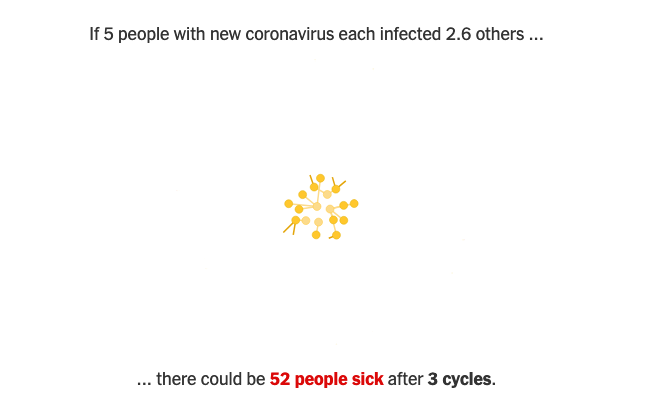 If 5 people with new coronavirus each infected 2.6 others ...
... there could be 52 people sick after 3 cycles.